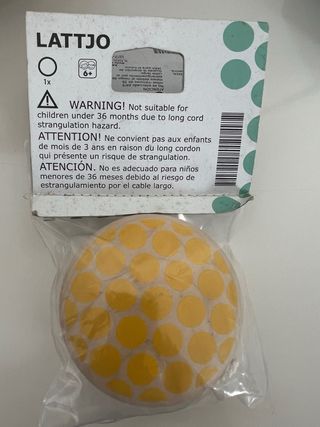 LATTJO
1x
6+
WARNING! Not suitable for
children under 36 months due to long cord
strangulation hazard.
ATTENTION! Ne convient pas aux enfants
de mois de 3 ans en raison du long cordon
qui présente un risque de strangulation.
ATENCIÓN. No es adecuado para niños
menores de 36 meses debido al riesgo de
estrangulamiento por el cable largo.